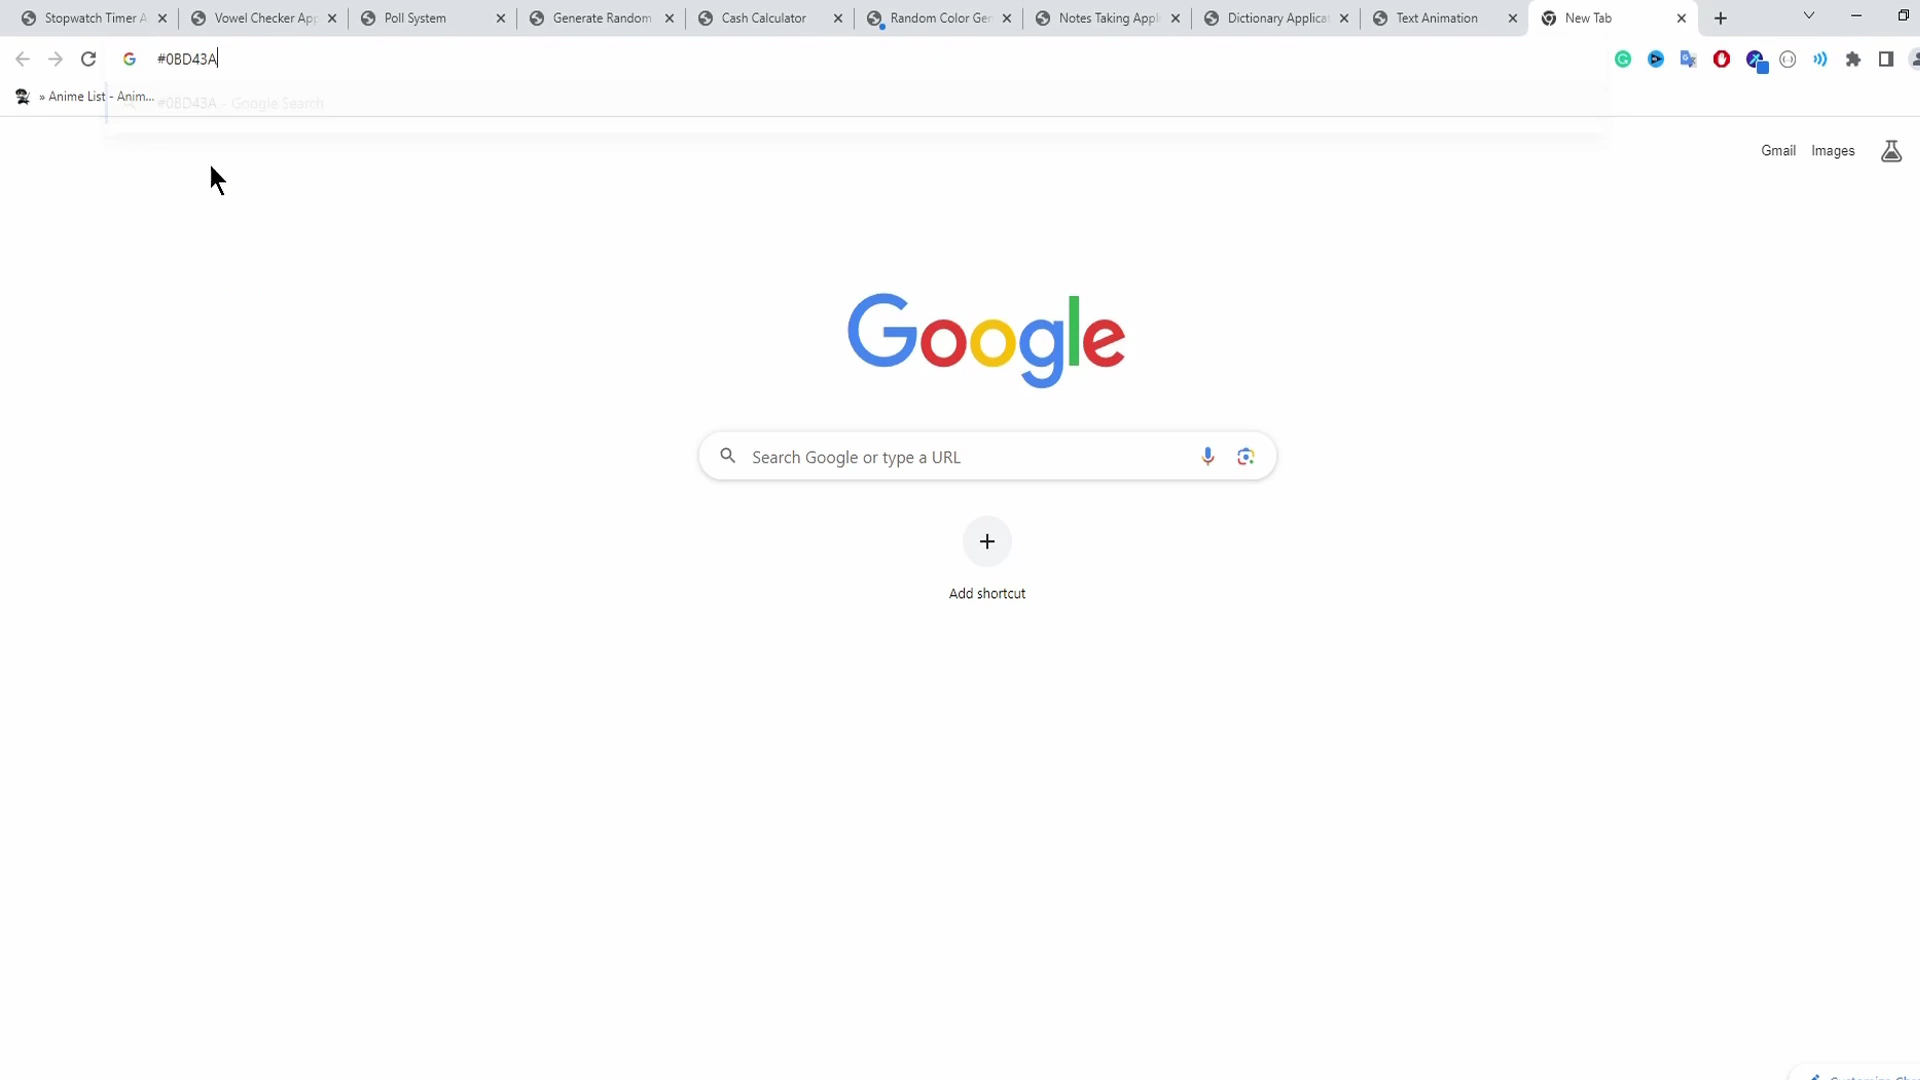 Stopwatch Timer A
Vowel Checker App
Poll System
Generate Random
Cash Calculator
Random Color Ger
Notes Taking Appl
Dictionary Applicat
Text Animation
New Tab
#0BD43A
» Anime List - Anim...
#0BD43A - Google Search
Gmail Images
Google
Search Google or type a URL
Add shortcut